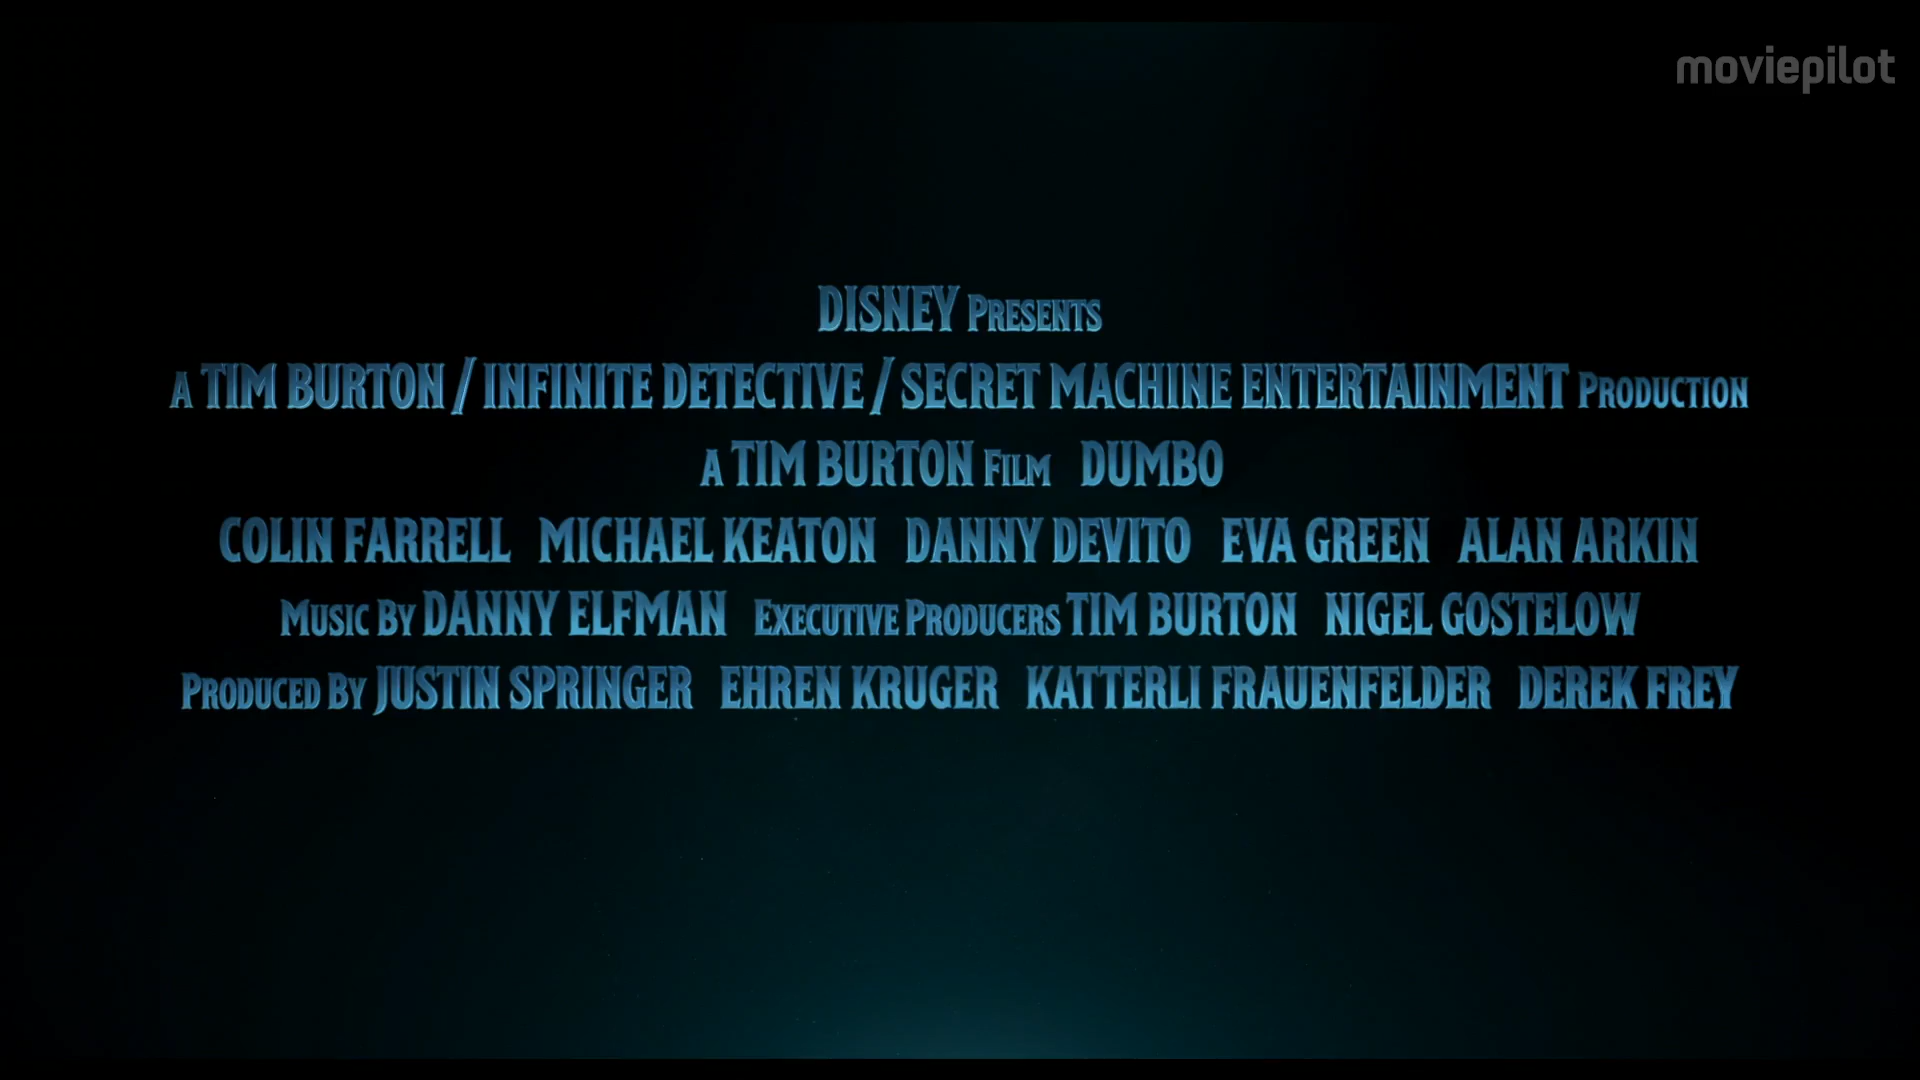 moviepilot
DISNEY PRESENTS
A TIM BURTON / INFINITE DETECTIVE / SECRET MACHINE ENTERTAINMENT PRODUCTION
A TIM BURTON FILM DUMBO
COLIN FARRELL MICHAEL KEATON DANNY DEVITO EVA GREEN ALAN ARKIN
MUSIC BY DANNY ELFMAN EXECUTIVE PRODUCERS TIM BURTON NIGEL GOSTELOW
PRODUCED BY JUSTIN SPRINGER EHREN KRUGER KATTERLI FRAUENFELDER DEREK FREY